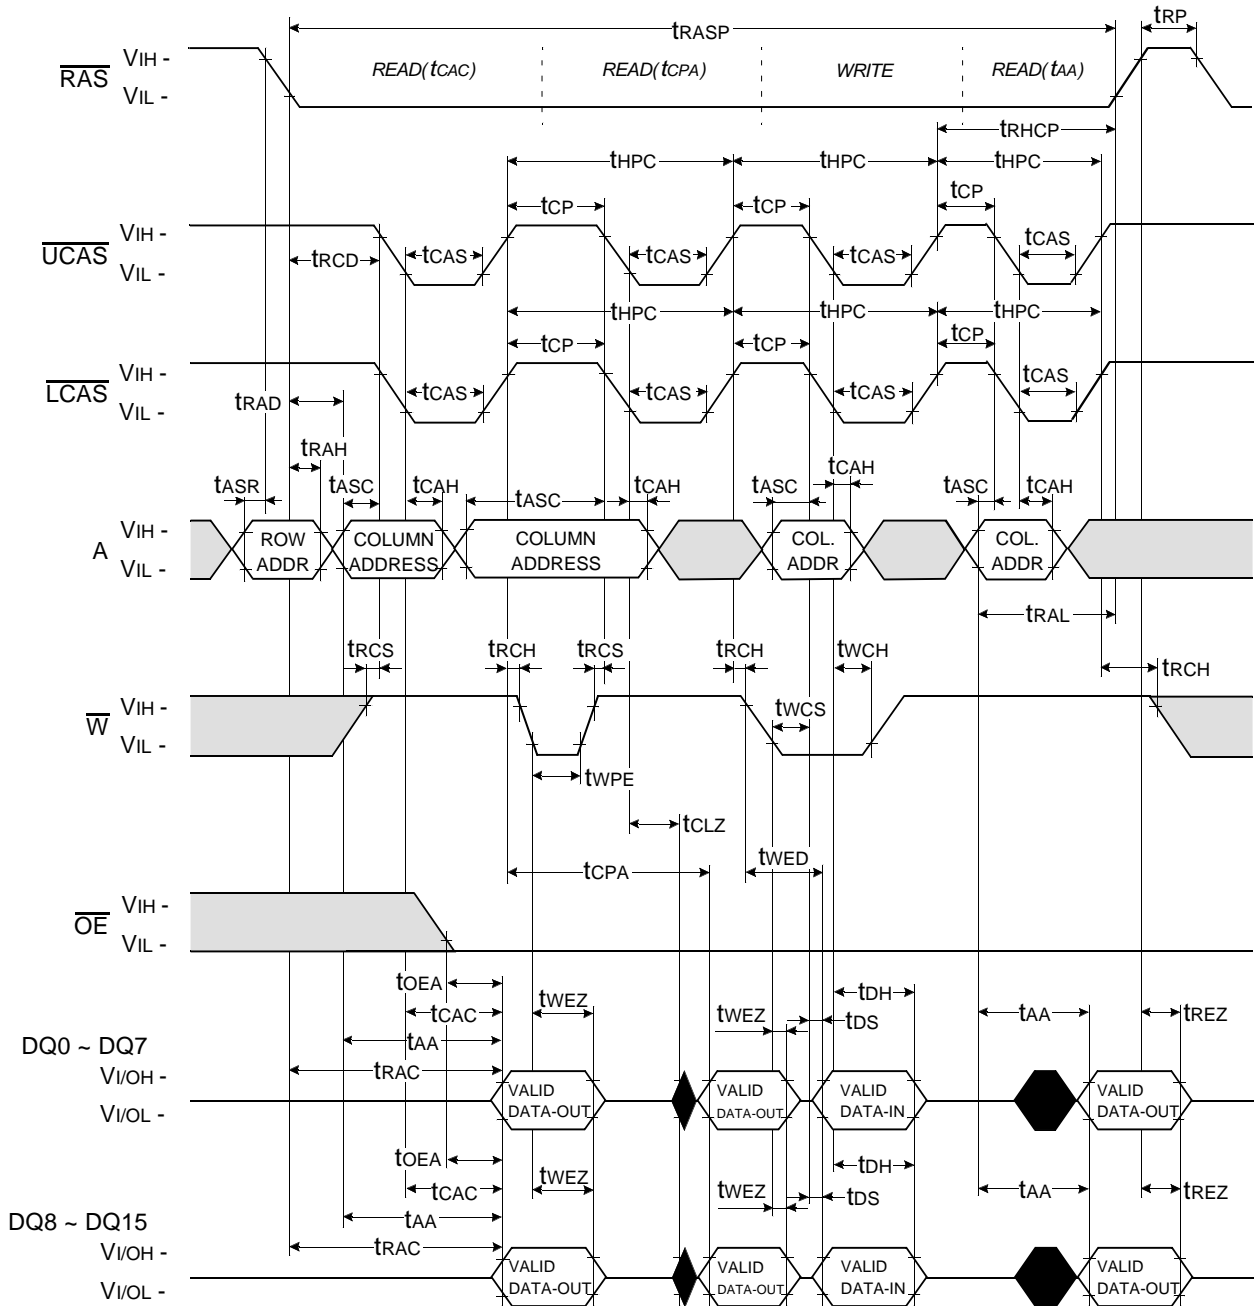 tRP
tRASP
RAS VIH -
VIL -
READ(tCAC) READ(tCPA) WRITE READ(tAA)
tRHCP
tHPC tHPC tHPC
tCP tCP tCP
UCAS VIH -
VIL -
tRCD tCAS tCAS tCAS tCAS
tHPC tHPC tHPC
tCP tCP tCP
LCAS VIH -
VIL -
tCAS tCAS tCAS tCAS
tRAD
tRAH
tASR tASC tCAH tASC tCAH tASC tCAH tASC tCAH
A VIH -
VIL -
ROW
ADDR
COLUMN
ADDRESS
COLUMN
ADDRESS
COL.
ADDR
COL.
ADDR
tRAL
tRCS tRCH tRCS tRCH tWCH tRCH
W VIH -
VIL -
tWCS
tWPE
tCLZ
tCPA tWED
OE VIH -
VIL -
tOEA
tCAC
tAA
tRAC
tWEZ tWEZ tDH
tDS
tAA tREZ
DQ0 ~ DQ7
VI/OH -
VI/OL -
VALID
DATA-OUT
VALID
DATA-OUT
VALID
DATA-IN
VALID
DATA-OUT
tOEA
tCAC
tAA
tRAC
tWEZ tWEZ tDH
tDS
tAA tREZ
DQ8 ~ DQ15
VI/OH -
VI/OL -
VALID
DATA-OUT
VALID
DATA-OUT
VALID
DATA-IN
VALID
DATA-OUT